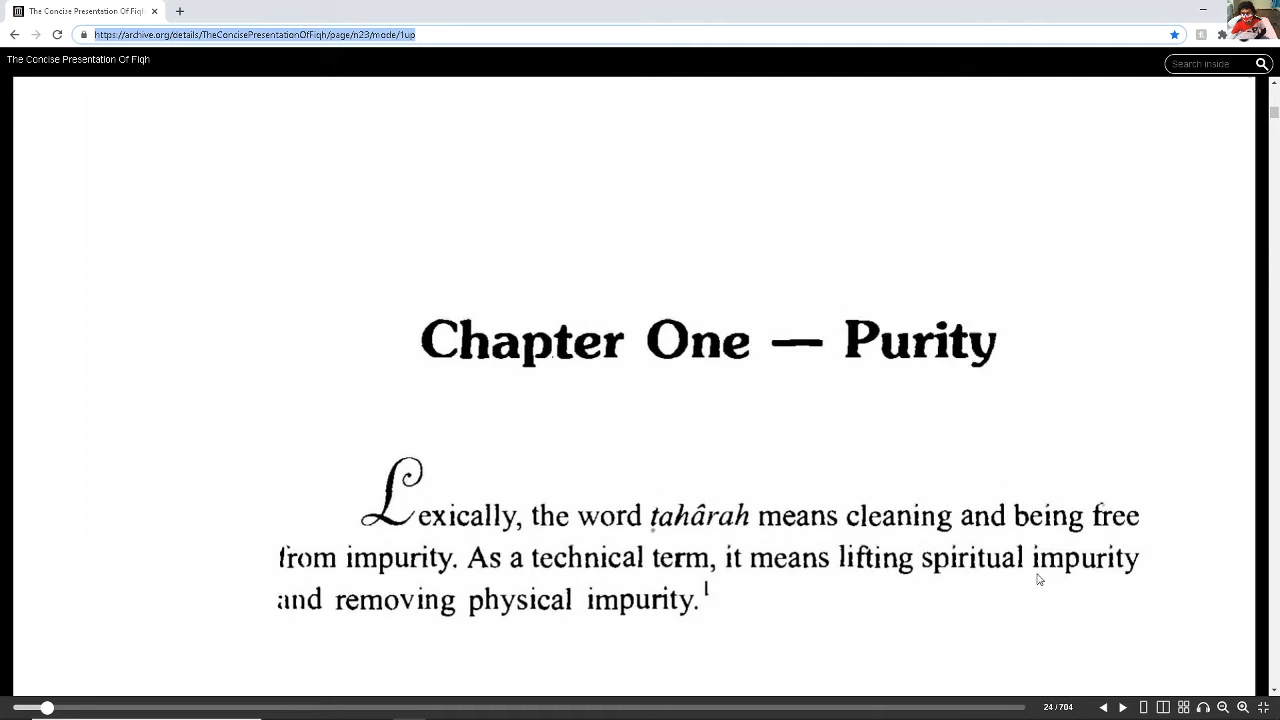 The Concise Presentation Of Fiqh
https://archive.org/details/TheConcisePresentationOfFiqh/page/n23/mode/1up
The Concise Presentation Of Fiqh
Search inside
Chapter One — Purity
Lexically, the word ṭahârah means cleaning and being free
from impurity. As a technical term, it means lifting spiritual impurity
and removing physical impurity.1
24 / 704